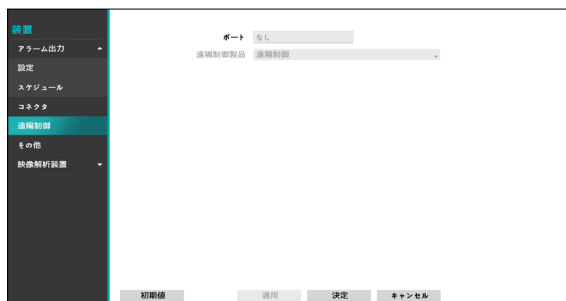 装置
アラーム出力
設定
スケジュール
コネクタ
遠隔制御
その他
映像解析装置
ポート なし
遠隔制御製品 遠隔制御
初期値 適用 決定 キャンセル